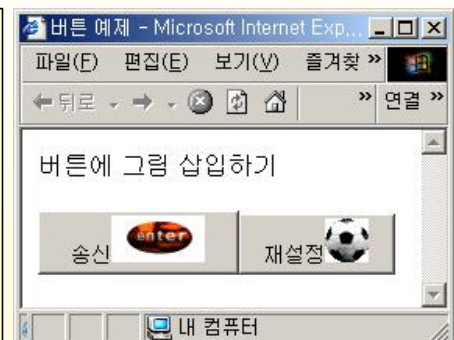 버튼 예제 - Microsoft Internet Exp...
파일(F) 편집(E) 보기(V) 즐겨찾 »
뒤로 » 연결 »
버튼에 그림 삽입하기
송신 enter 재설정
내 컴퓨터